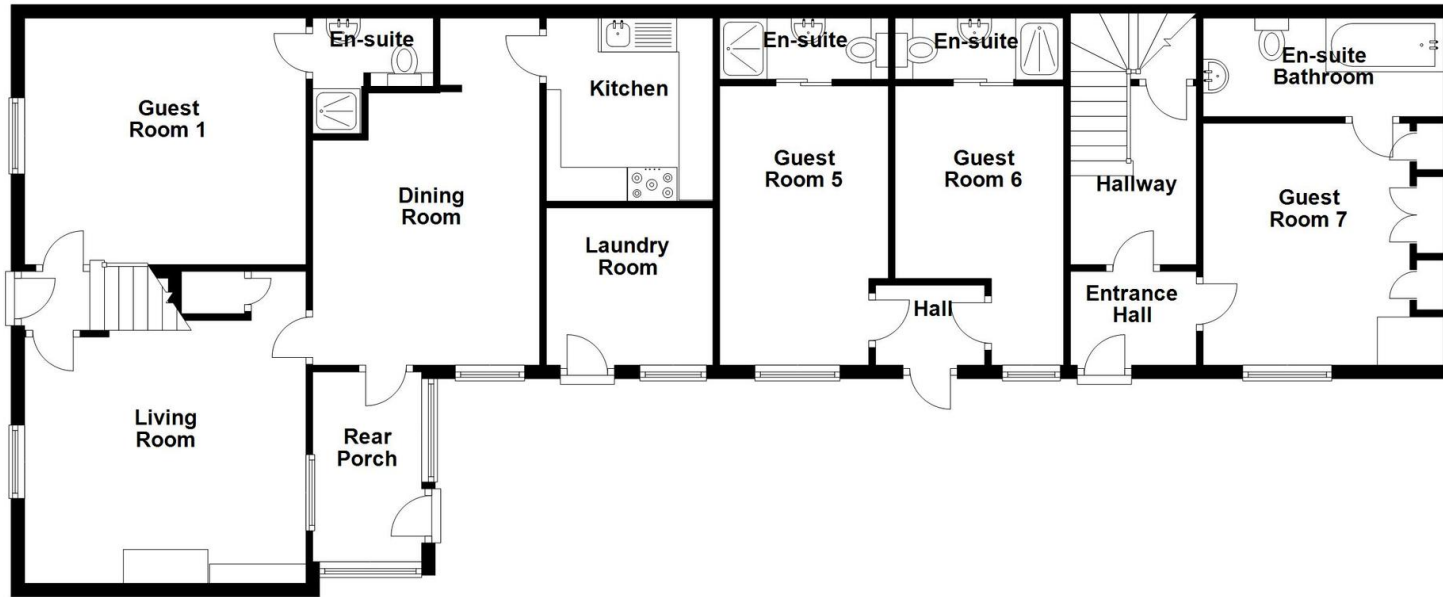 En-suite
Guest
Room 1
Kitchen
En-suite
En-suite
En-suite
Bathroom
Dining
Room
Guest
Room 5
Guest
Room 6
Hallway
Guest
Room 7
Laundry
Room
Hall
Entrance
Hall
Living
Room
Rear
Porch